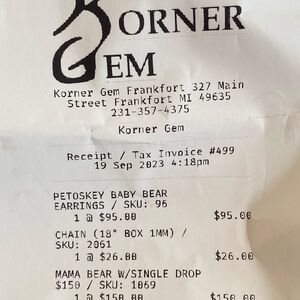 KORNER
GEM
Korner Gem Frankfort 327 Main
Street Frankfort MI 49635
231-357-4375
Korner Gem
Receipt / Tax Invoice #499
19 Sep 2023 4:18pm
PETOSKEY BABY BEAR
EARRINGS / SKU: 96
1 @ $95.00 $95.00
CHAIN (18" BOX 1MM) /
SKU: 2061
1 @ $26.00 $26.00
MAMA BEAR W/SINGLE DROP
$150 / SKU: 1069
1 @ $150.00 $150.00